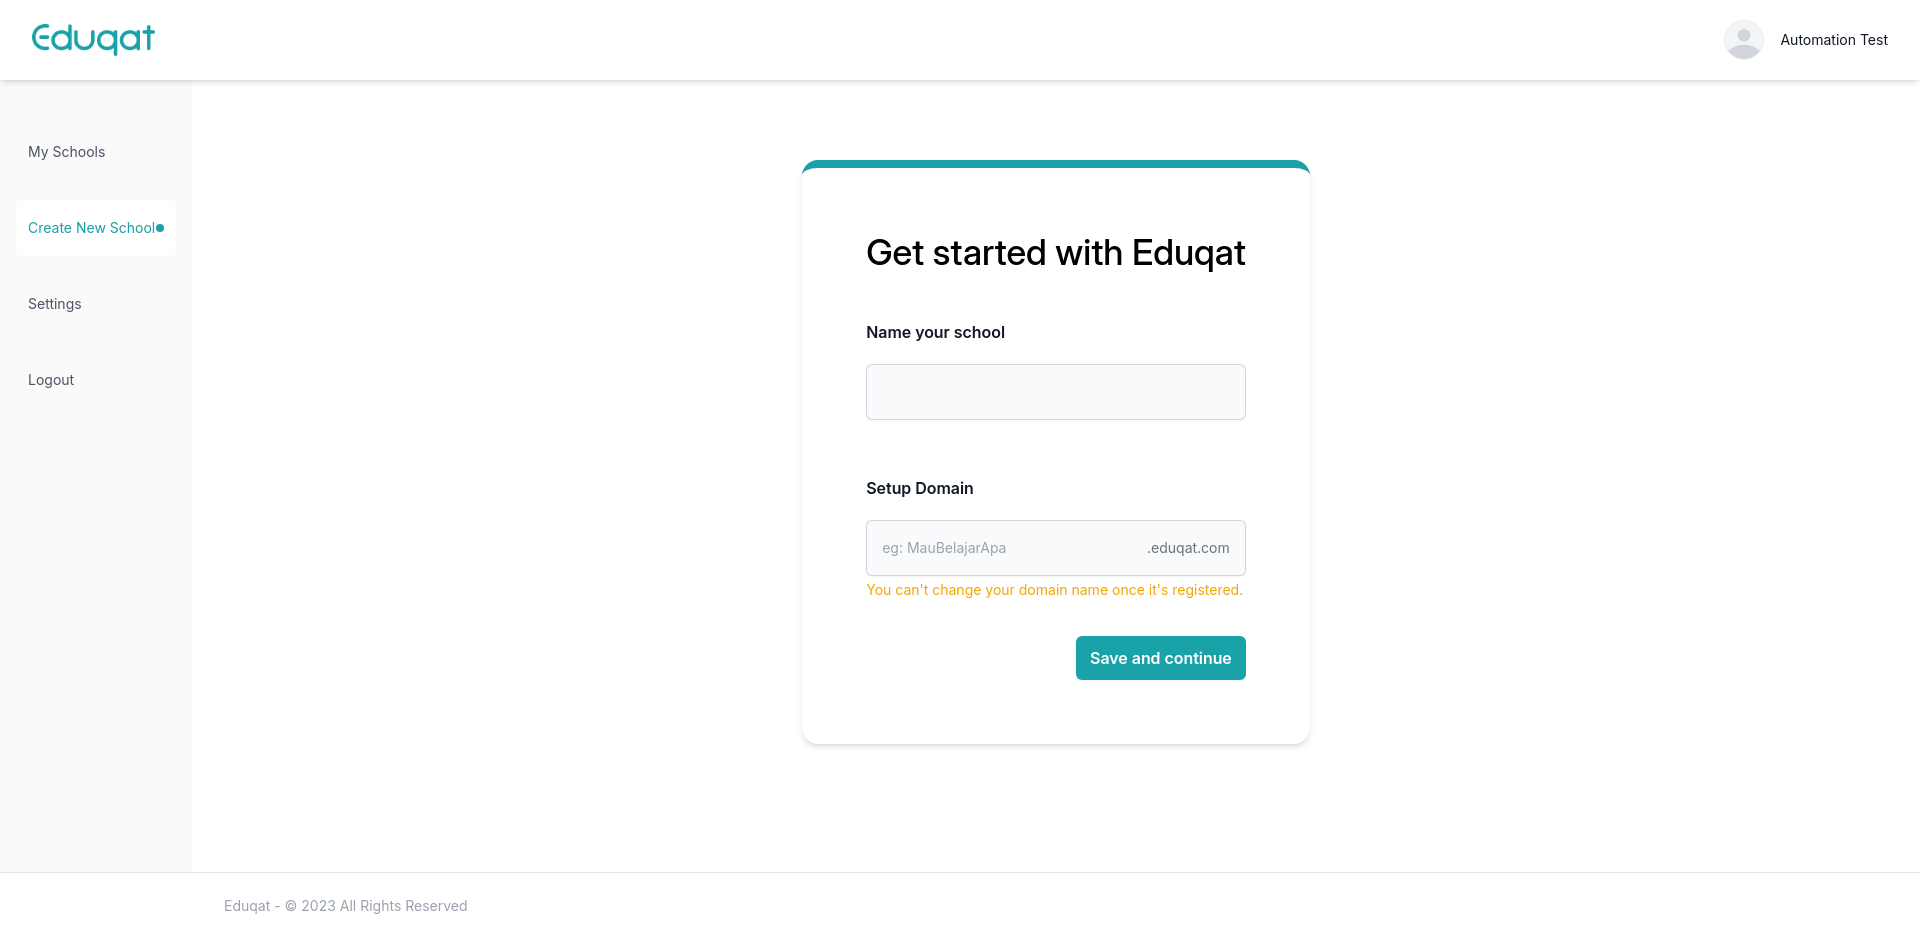 Eduqat
Automation Test
My Schools
Create New School
Settings
Logout
Get started with Eduqat
Name your school
Setup Domain
eg: MauBelajarApa .eduqat.com
You can't change your domain name once it's registered.
Save and continue
Eduqat - © 2023 All Rights Reserved